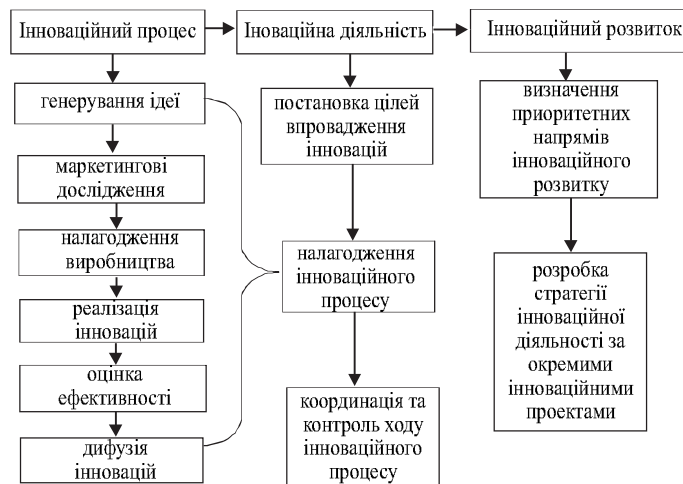 Інноваційний процес
Іноваційна діяльність
Інноваційний розвиток
генерування ідеї
маркетингові
дослідження
налагодження
виробництва
реалізація
інновацій
оцінка
ефективності
дифузія
інновацій
постановка цілей
впровадження
інновацій
налагодження
інноваційного
процесу
координація та
контроль ходу
інноваційного
процесу
визначення
приоритетних
напрямів
інноваційного
розвитку
розробка
стратегії
інноваційної
діяльності за
окремими
інноваційними
проектами